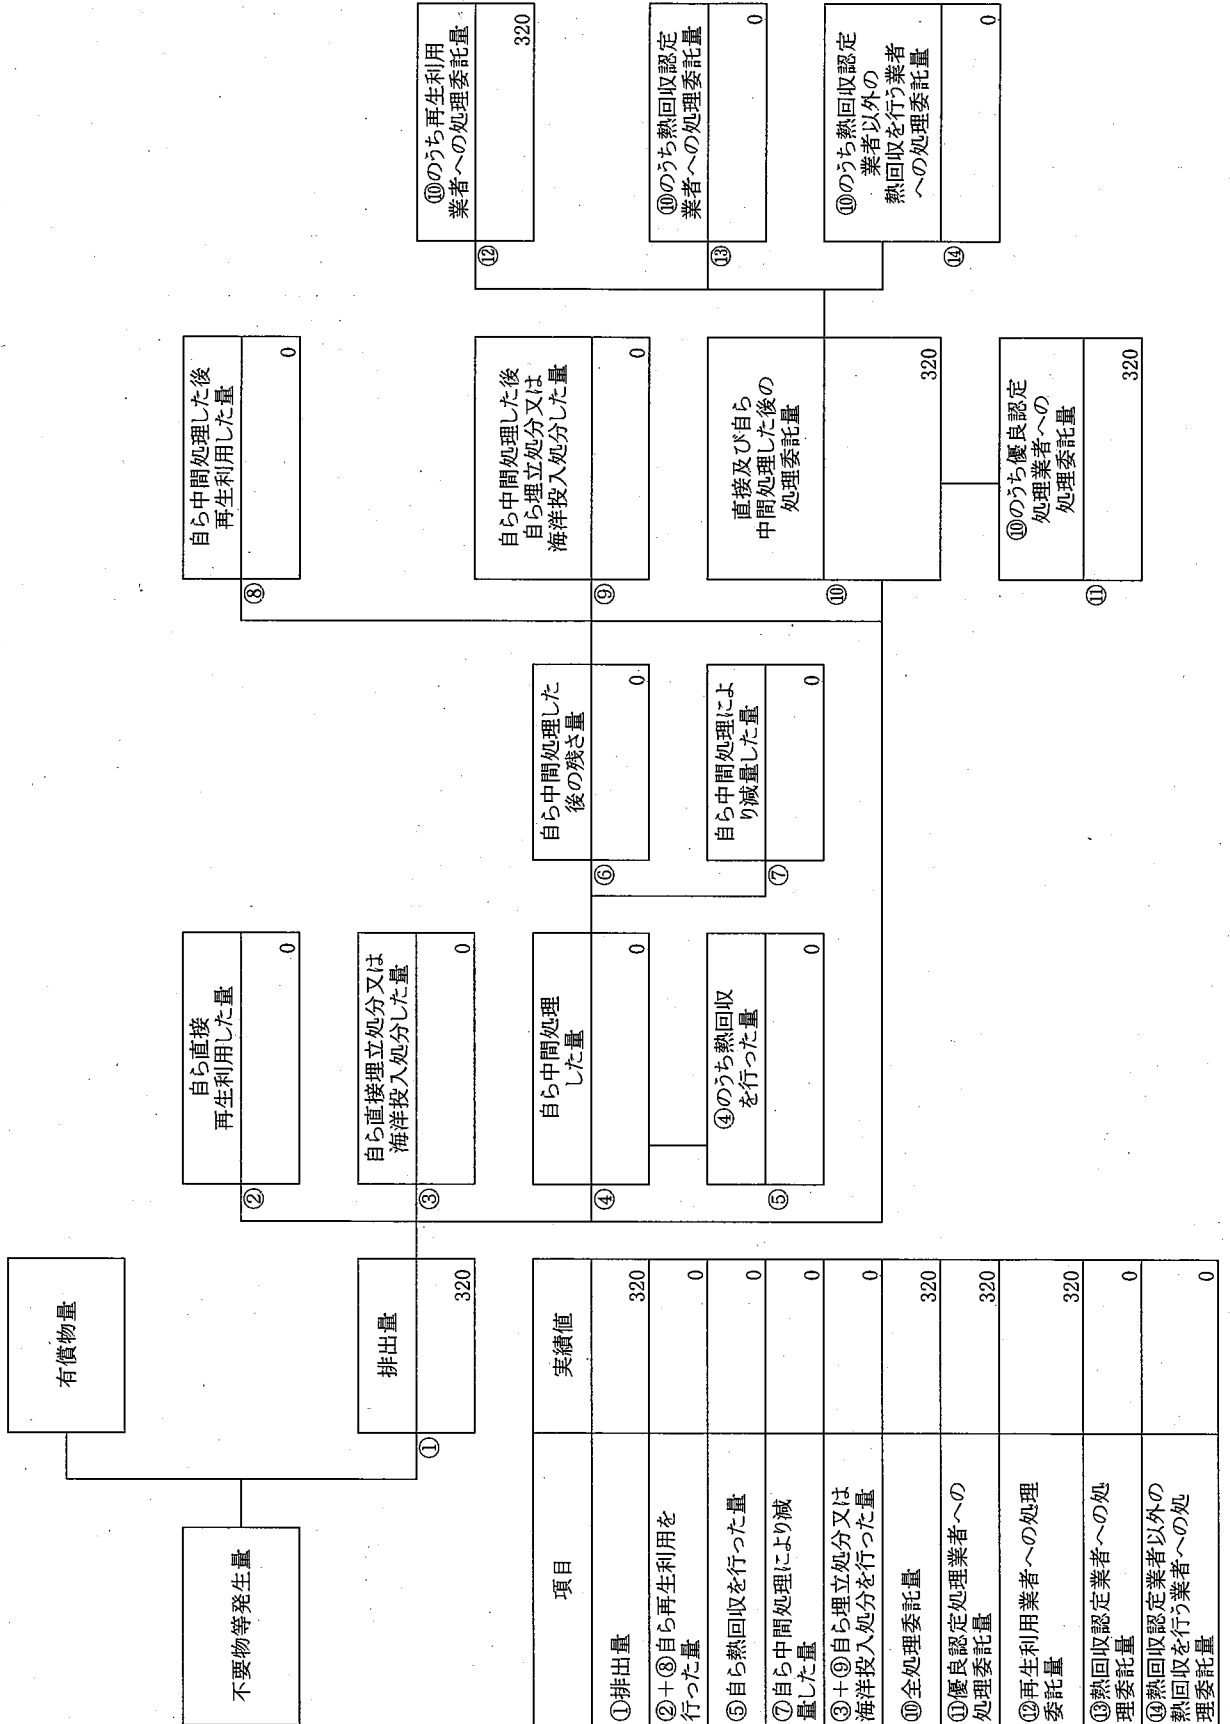 不要物等発生量
有償物量
①
排出量
320
②
自ら直接
再生利用した量
0
③
自ら直接埋立処分又は
海洋投入処分した量
0
④
自ら中間処理
した量
0
⑤
④のうち熱回収
を行った量
0
⑥
自ら中間処理した
後の残さ量
0
⑦
自ら中間処理によ
り減量した量
0
⑧
自ら中間処理した後
再生利用した量
0
⑨
自ら中間処理した後
自ら埋立処分又は
海洋投入処分した量
0
⑩
直接及び自ら
中間処理した後の
処理委託量
320
⑪
⑩のうち優良認定
処理業者への
処理委託量
320
⑫
⑩のうち再生利用
業者への処理委託量
320
⑬
⑩のうち熱回収認定
業者への処理委託量
0
⑭
⑩のうち熱回収認定
業者以外の
熱回収を行う業者
への処理委託量
0
項目 実績値
①排出量 320
②+⑧自ら再生利用を
行った量 0
⑤自ら熱回収を行った量 0
⑦自ら中間処理により減
量した量 0
③+⑨自ら埋立処分又は
海洋投入処分を行った量 0
⑩全処理委託量 320
⑪優良認定処理業者への
処理委託量 320
⑫再生利用業者への処理
委託量 320
⑬熱回収認定業者への処
理委託量 0
⑭熱回収認定業者以外の
熱回収を行う業者への処
理委託量 0